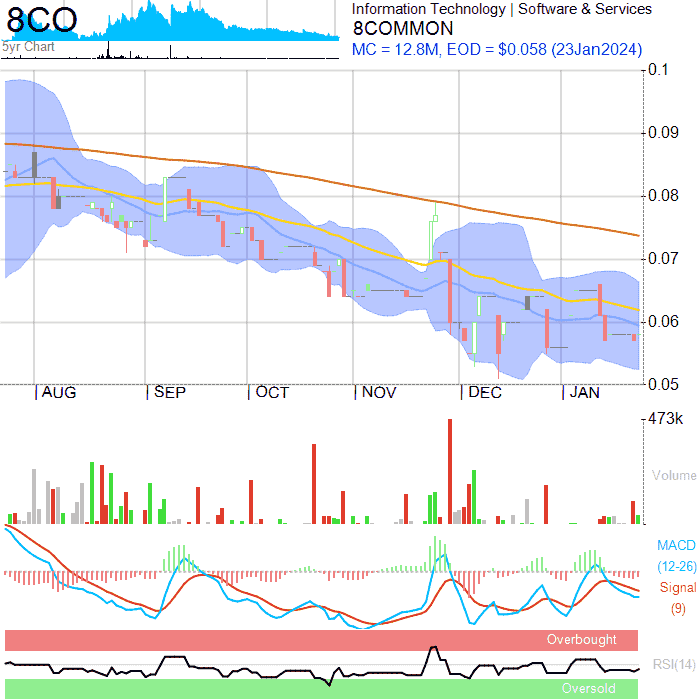 8CO
Information Technology | Software & Services
8COMMON
5yr Chart
MC = 12.8M, EOD = $0.058 (23Jan2024)
0.1
0.09
0.08
0.07
0.06
0.05
| AUG | SEP | OCT | NOV | DEC | JAN
473k
Volume
MACD
(12-26)
Signal
(9)
Overbought
RSI(14)
Oversold